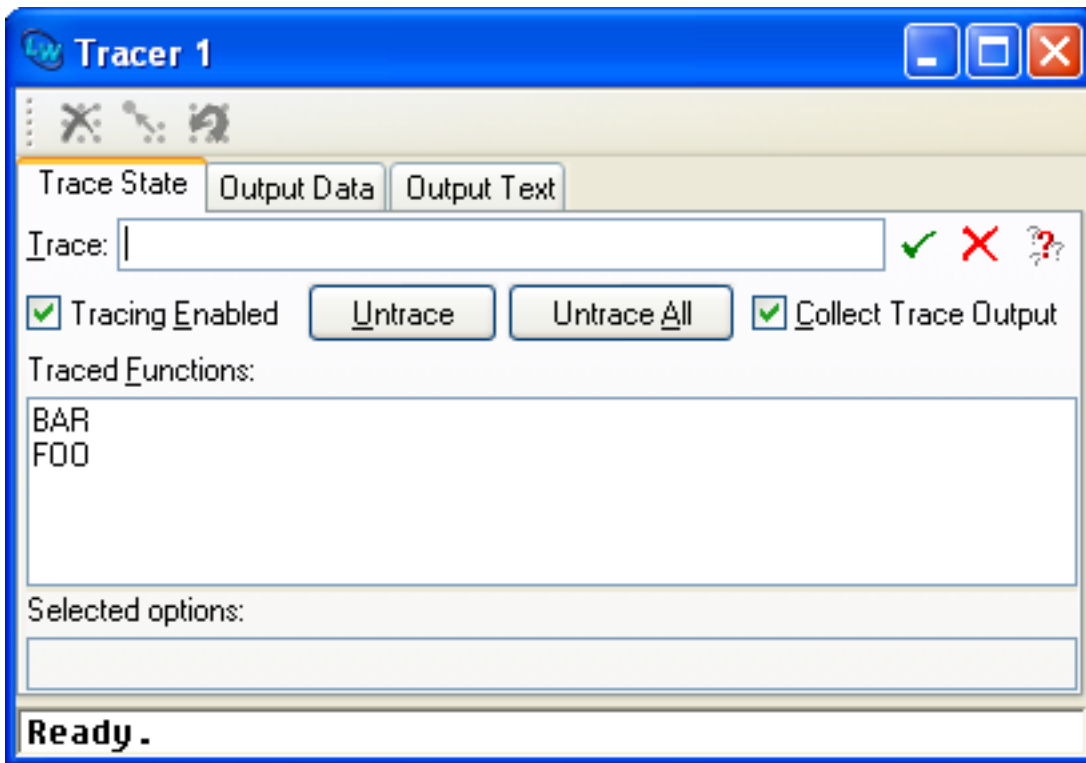 LW Tracer 1
Trace State Output Data Output Text
Trace:
Tracing Enabled Untrace Untrace All Collect Trace Output
Traced Functions:
BAR
FOO
Selected options:
Ready.